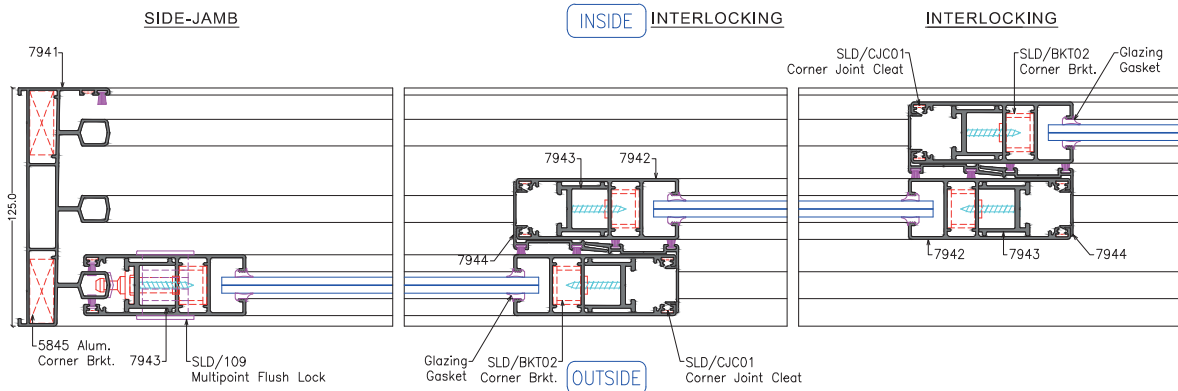 SIDE-JAMB
INSIDE
INTERLOCKING
INTERLOCKING
7941
SLD/CJC01
Corner Joint Cleat
SLD/BKT02
Corner Brkt.
Glazing
Gasket
125.0
7943
7942
7944
7942
7943
7944
5845 Alum.
Corner Brkt.
7943
SLD/109
Multipoint Flush Lock
Glazing
Gasket
SLD/BKT02
Corner Brkt.
OUTSIDE
SLD/CJC01
Corner Joint Cleat